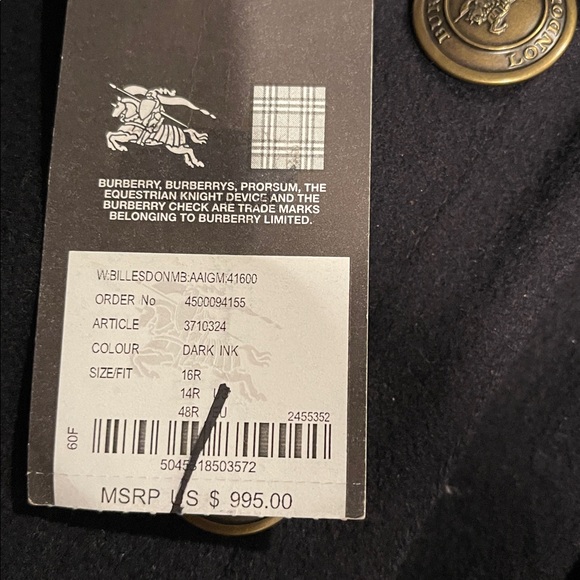 BURBERRY, BURBERRYS, PRORSUM, THE
EQUESTRIAN KNIGHT DEVICE AND THE
BURBERRY CHECK ARE TRADE MARKS
BELONGING TO BURBERRY LIMITED.
W:BILLESDONMB:AAIGM:41600
ORDER No 4500094155
ARTICLE 3710324
COLOUR DARK INK
SIZE/FIT 16R
14R
48R
2455352
60F
MSRP US $ 995.00
LONDON